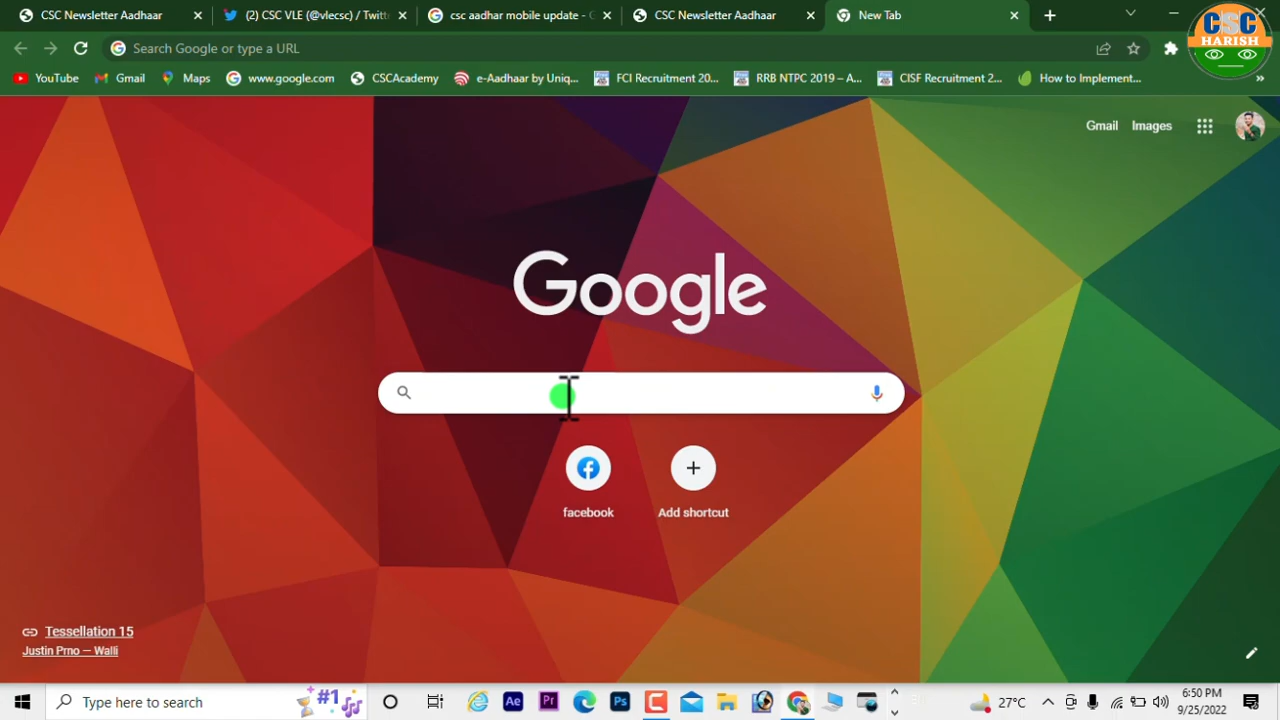 CSC Newsletter Aadhaar
(2) CSC VLE (@vlecsc) / Twitt
csc aadhar mobile update - G
CSC Newsletter Aadhaar
New Tab
Search Google or type a URL
CSC
HARISH
YouTube
Gmail
Maps
www.google.com
CSCAcademy
e-Aadhaar by Uniq...
FCI Recruitment 20...
RRB NTPC 2019 – A...
CISF Recruitment 2...
How to Implement...
Gmail
Images
Google
facebook
Add shortcut
Tessellation 15
Justin Prno — Walli
Type here to search
#1
Ae
Pr
Ps
27°C
6:50 PM
9/25/2022